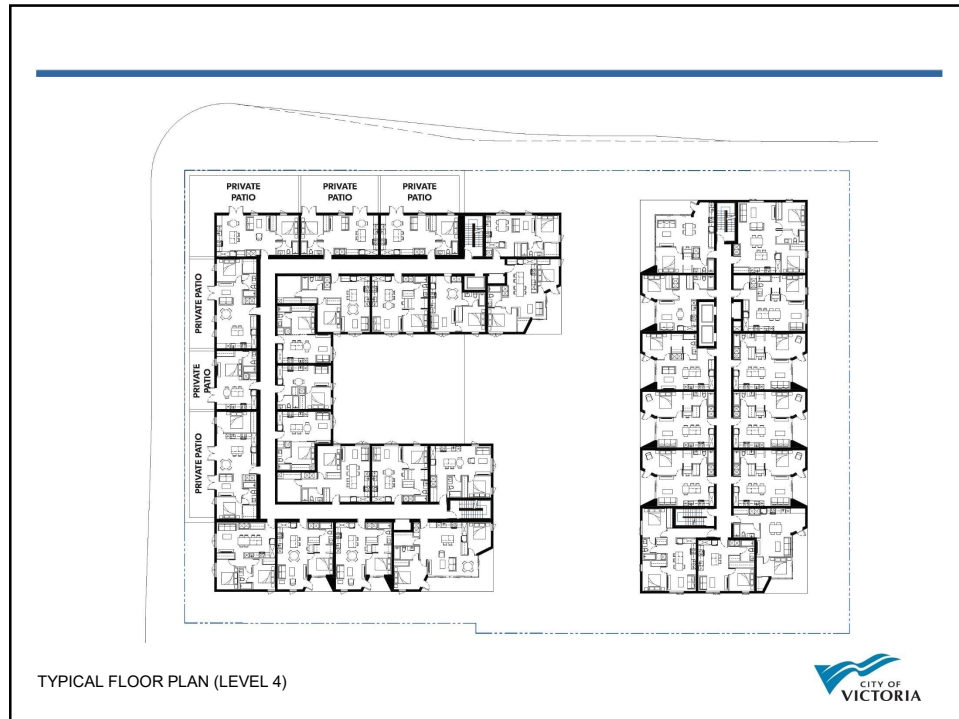 PRIVATE
PATIO
PRIVATE
PATIO
PRIVATE
PATIO
PRIVATE PATIO
PRIVATE
PATIO
PRIVATE PATIO
TYPICAL FLOOR PLAN (LEVEL 4)
CITY OF
VICTORIA